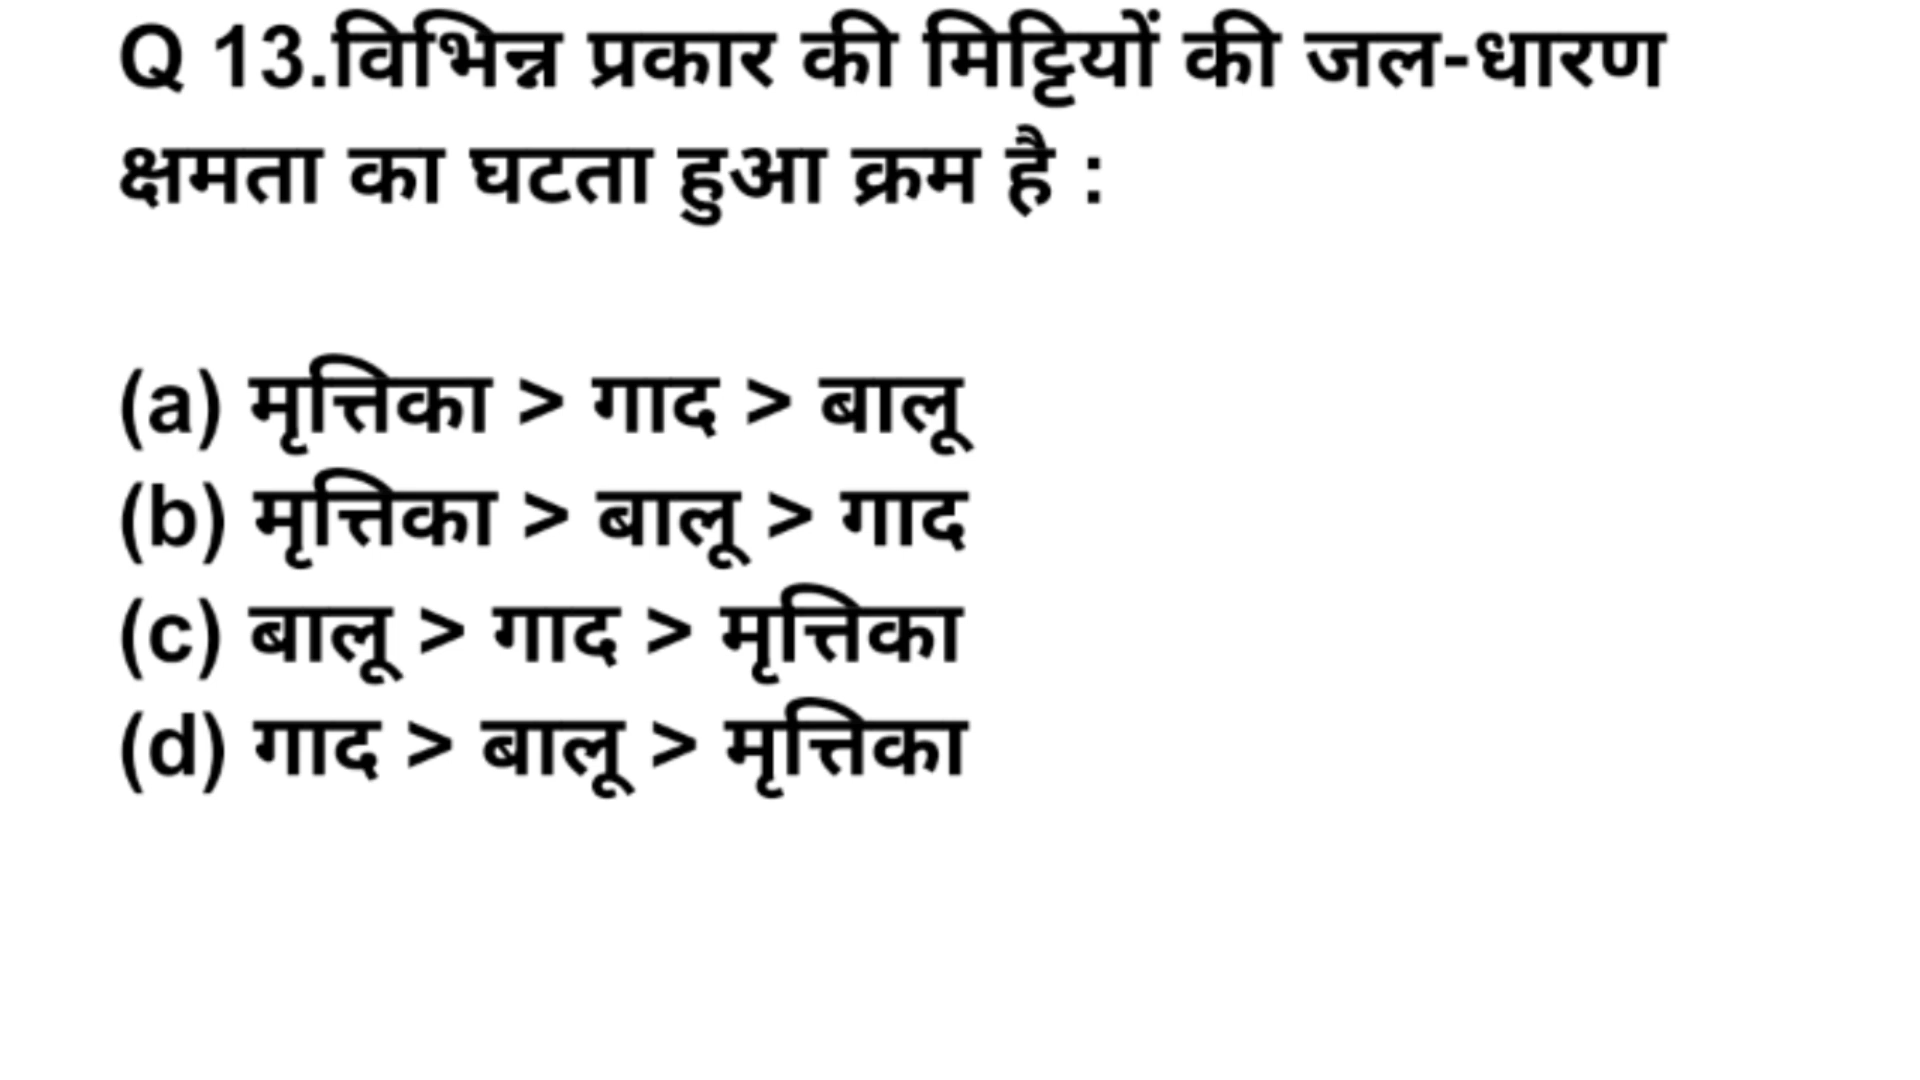 Q 13.विभिन्न प्रकार की मिट्टियों की जल-धारण
क्षमता का घटता हुआ क्रम है :
(a) मृत्तिका > गाद > बालू
(b) मृत्तिका > बालू > गाद
(c) बालू > गाद > मृत्तिका
(d) गाद > बालू > मृत्तिका